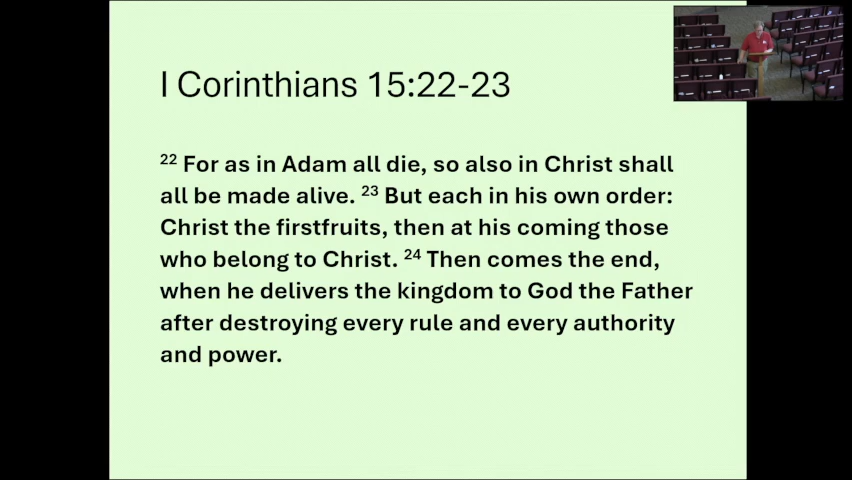 I Corinthians 15:22-23
22 For as in Adam all die, so also in Christ shall
all be made alive. 23 But each in his own order:
Christ the firstfruits, then at his coming those
who belong to Christ. 24 Then comes the end,
when he delivers the kingdom to God the Father
after destroying every rule and every authority
and power.